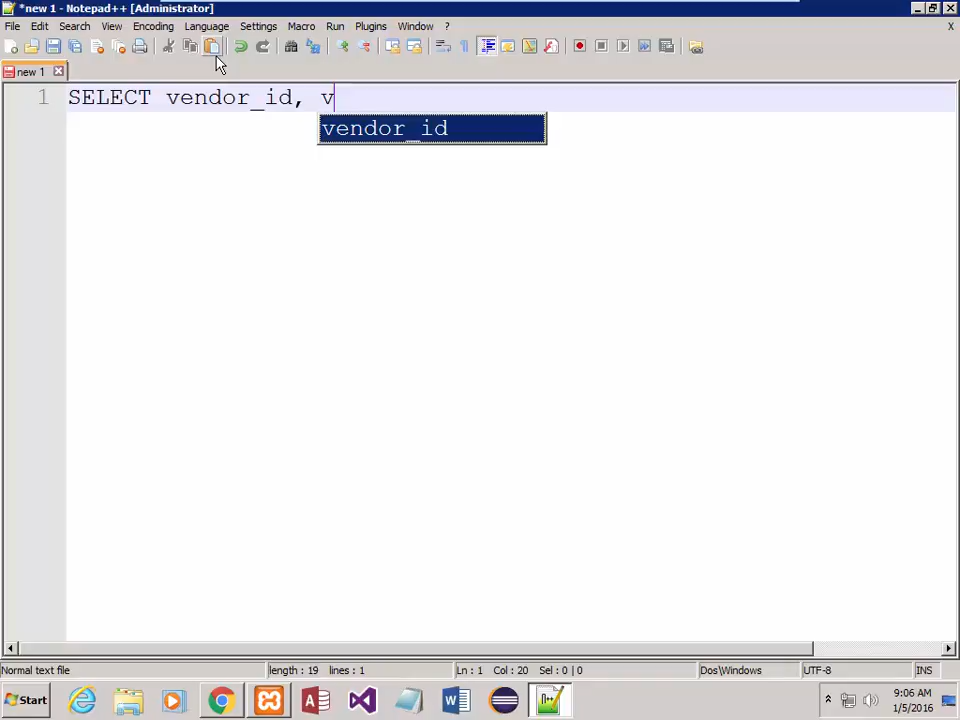 *new 1 - Notepad++ [Administrator]
File Edit Search View Encoding Language Settings Macro Run Plugins Window ? X
new 1
1 SELECT vendor_id, v
vendor_id
Normal text file length : 19 lines : 1 Ln : 1 Col : 20 Sel : 0 | 0 Dos\Windows UTF-8 INS
Start
9:06 AM
1/5/2016